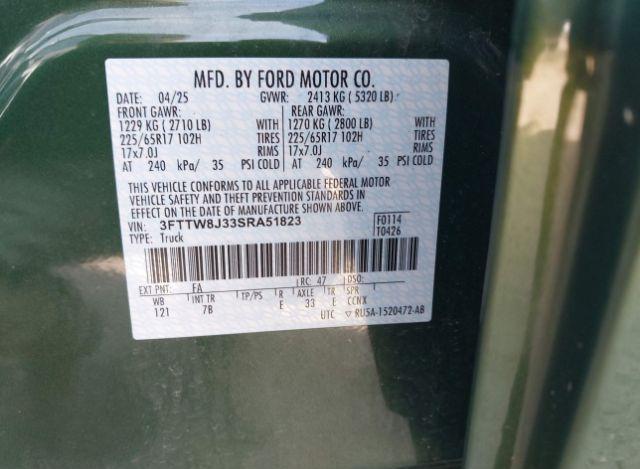 MFD. BY FORD MOTOR CO.
DATE: 04/25 GVWR: 2413 KG ( 5320 LB)
FRONT GAWR: REAR GAWR:
1229 KG ( 2710 LB) WITH 1270 KG ( 2800 LB) WITH
225/65R17 102H TIRES 225/65R17 102H TIRES
17x7.0J RIMS 17x7.0J RIMS
AT 240 kPa/ 35 PSI COLD AT 240 kPa/ 35 PSI COLD
THIS VEHICLE CONFORMS TO ALL APPLICABLE FEDERAL MOTOR
VEHICLE SAFETY AND THEFT PREVENTION STANDARDS IN
EFFECT ON THE DATE OF MANUFACTURE SHOWN ABOVE.
VIN: 3FTTW8J33SRA51823 F0114
TYPE: Truck T0426
EXT PNT: FA RC: 47 DSO:
WB INT TR TP/PS R AXLE TR SPR
121 7B E 33 E CCNX
UTC ▽ RU5A-1520472-AB